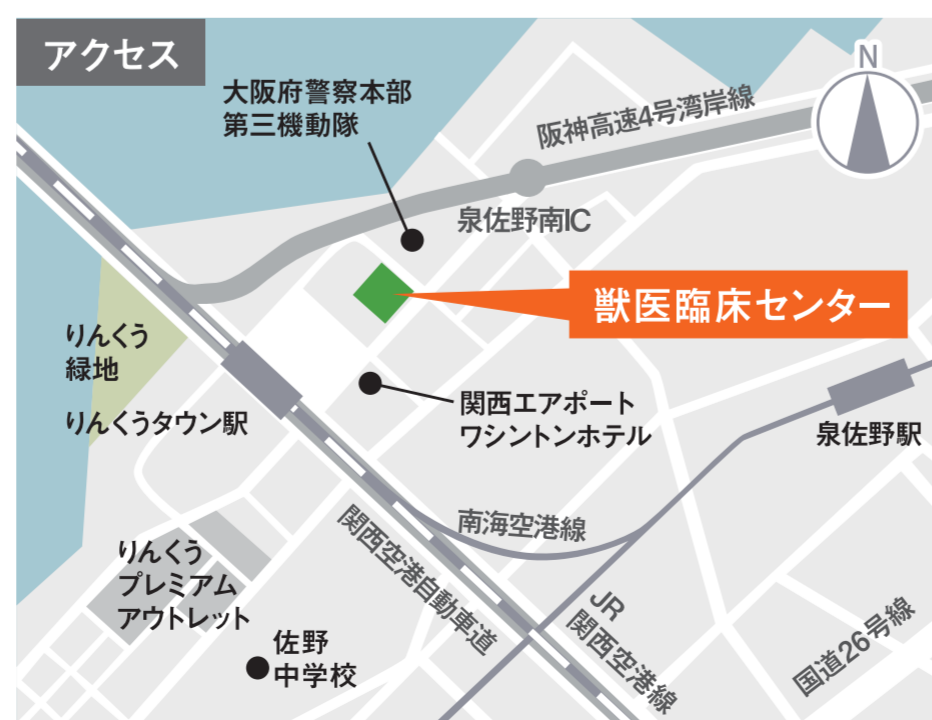 アクセス
N
大阪府警察本部
第三機動隊
阪神高速4号湾岸線
泉佐野南IC
獣医臨床センター
りんくう
緑地
りんくうタウン駅
関西エアポート
ワシントンホテル
泉佐野駅
南海空港線
関西空港自動車道
りんくう
プレミアム
アウトレット
JR
関西空港線
佐野
中学校
国道26号線